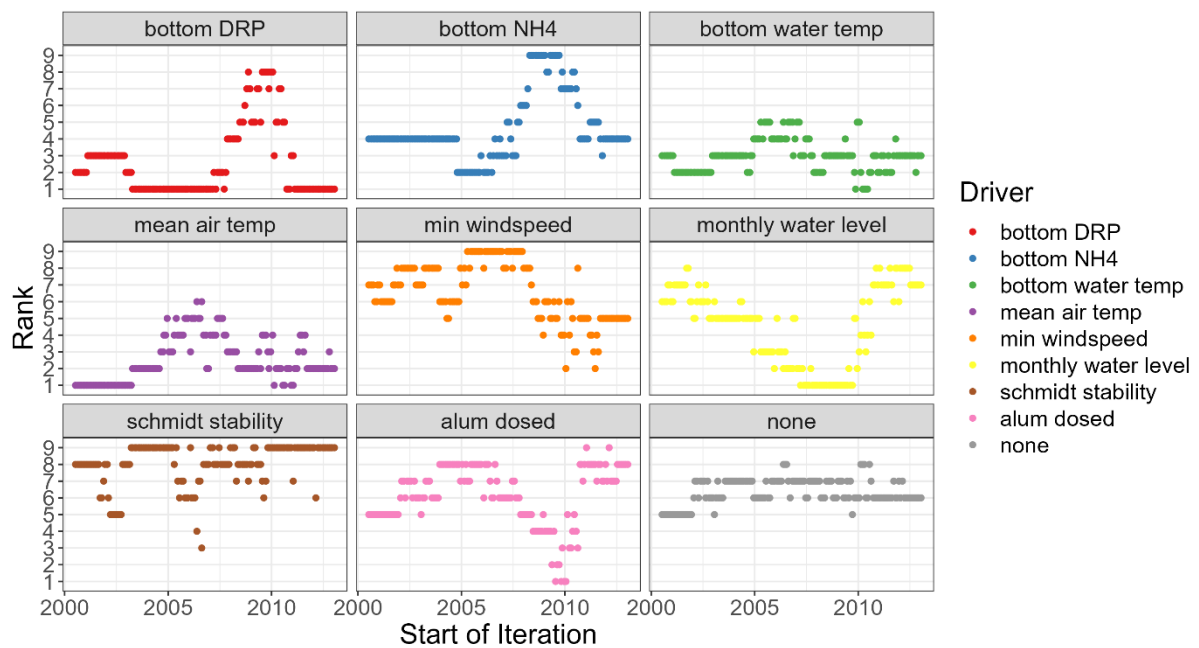 bottom DRP bottom NH4 bottom water temp
9
8
7
6
5
4
3
2
1
mean air temp min windspeed monthly water level
9
8
7
6
5
4
3
2
1
schmidt stability alum dosed none
9
8
7
6
5
4
3
2
1
2000 2005 2010 2000 2005 2010 2000 2005 2010
Rank
Start of Iteration
Driver
bottom DRP
bottom NH4
bottom water temp
mean air temp
min windspeed
monthly water level
schmidt stability
alum dosed
none